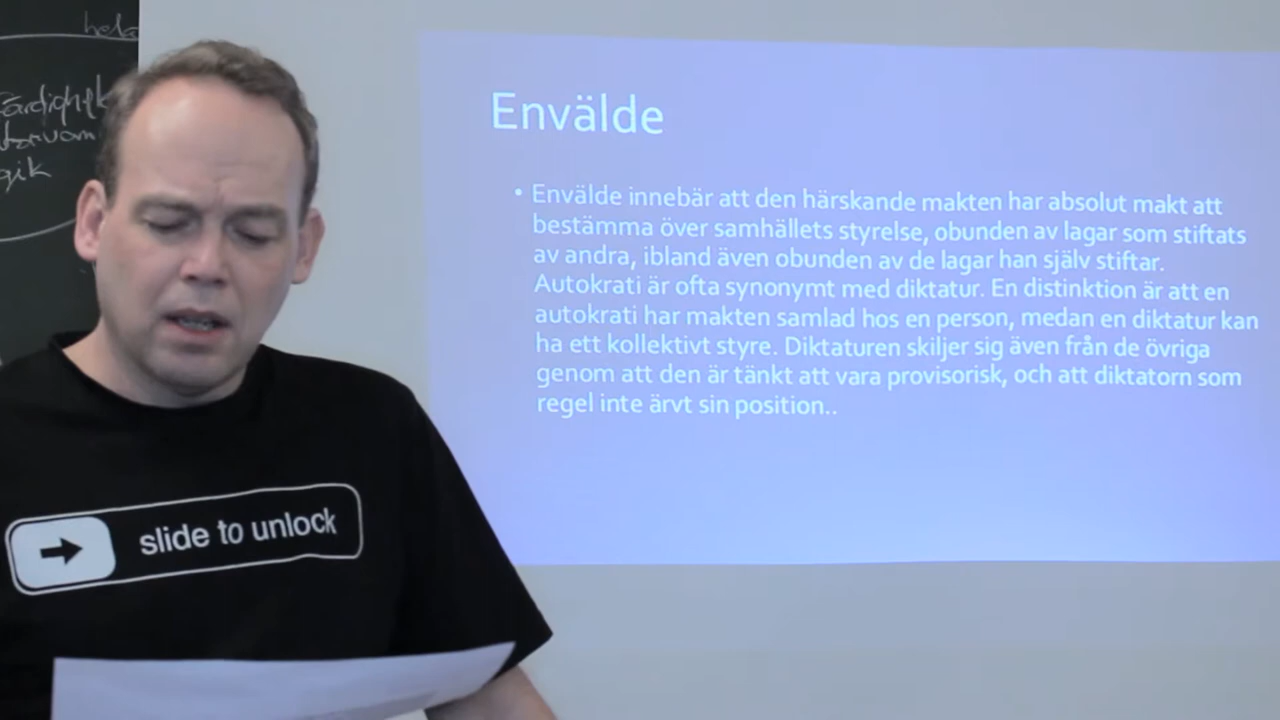 hela
Envälde
• Envälde innebär att den härskande makten har absolut makt att
bestämma över samhällets styrelse, obunden av lagar som stiftats
av andra, ibland även obunden av de lagar han själv stiftar.
Autokrati är ofta synonymt med diktatur. En distinktion är att en
autokrati har makten samlad hos en person, medan en diktatur kan
ha ett kollektivt styre. Diktaturen skiljer sig även från de övriga
genom att den är tänkt att vara provisorisk, och att diktatorn som
regel inte ärvt sin position..
slide to unlock